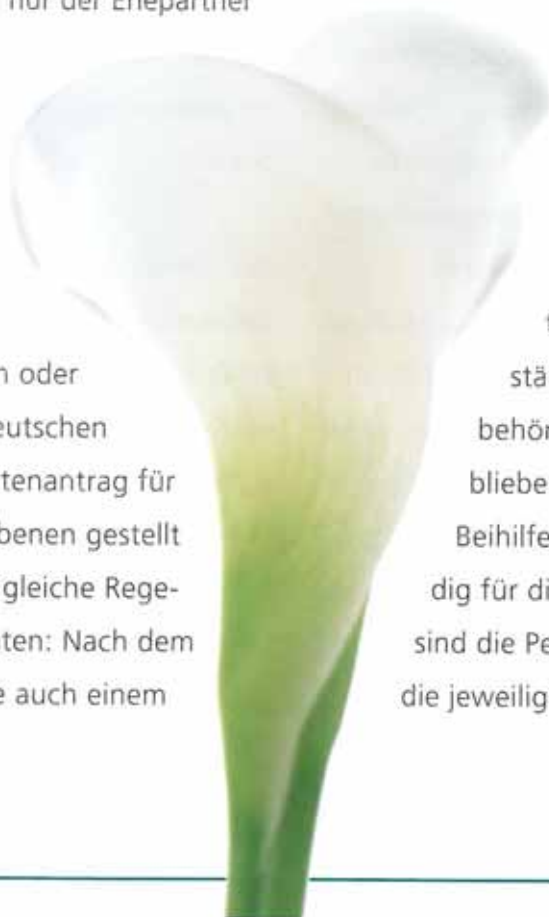 nur der Ehepartner
n oder
eutschen
tenantrag für
benen gestellt
gleiche Rege-
ten: Nach dem
e auch einem
stä
behör
bliebe
Beihilfe
dig für di
sind die Pe
die jeweilig